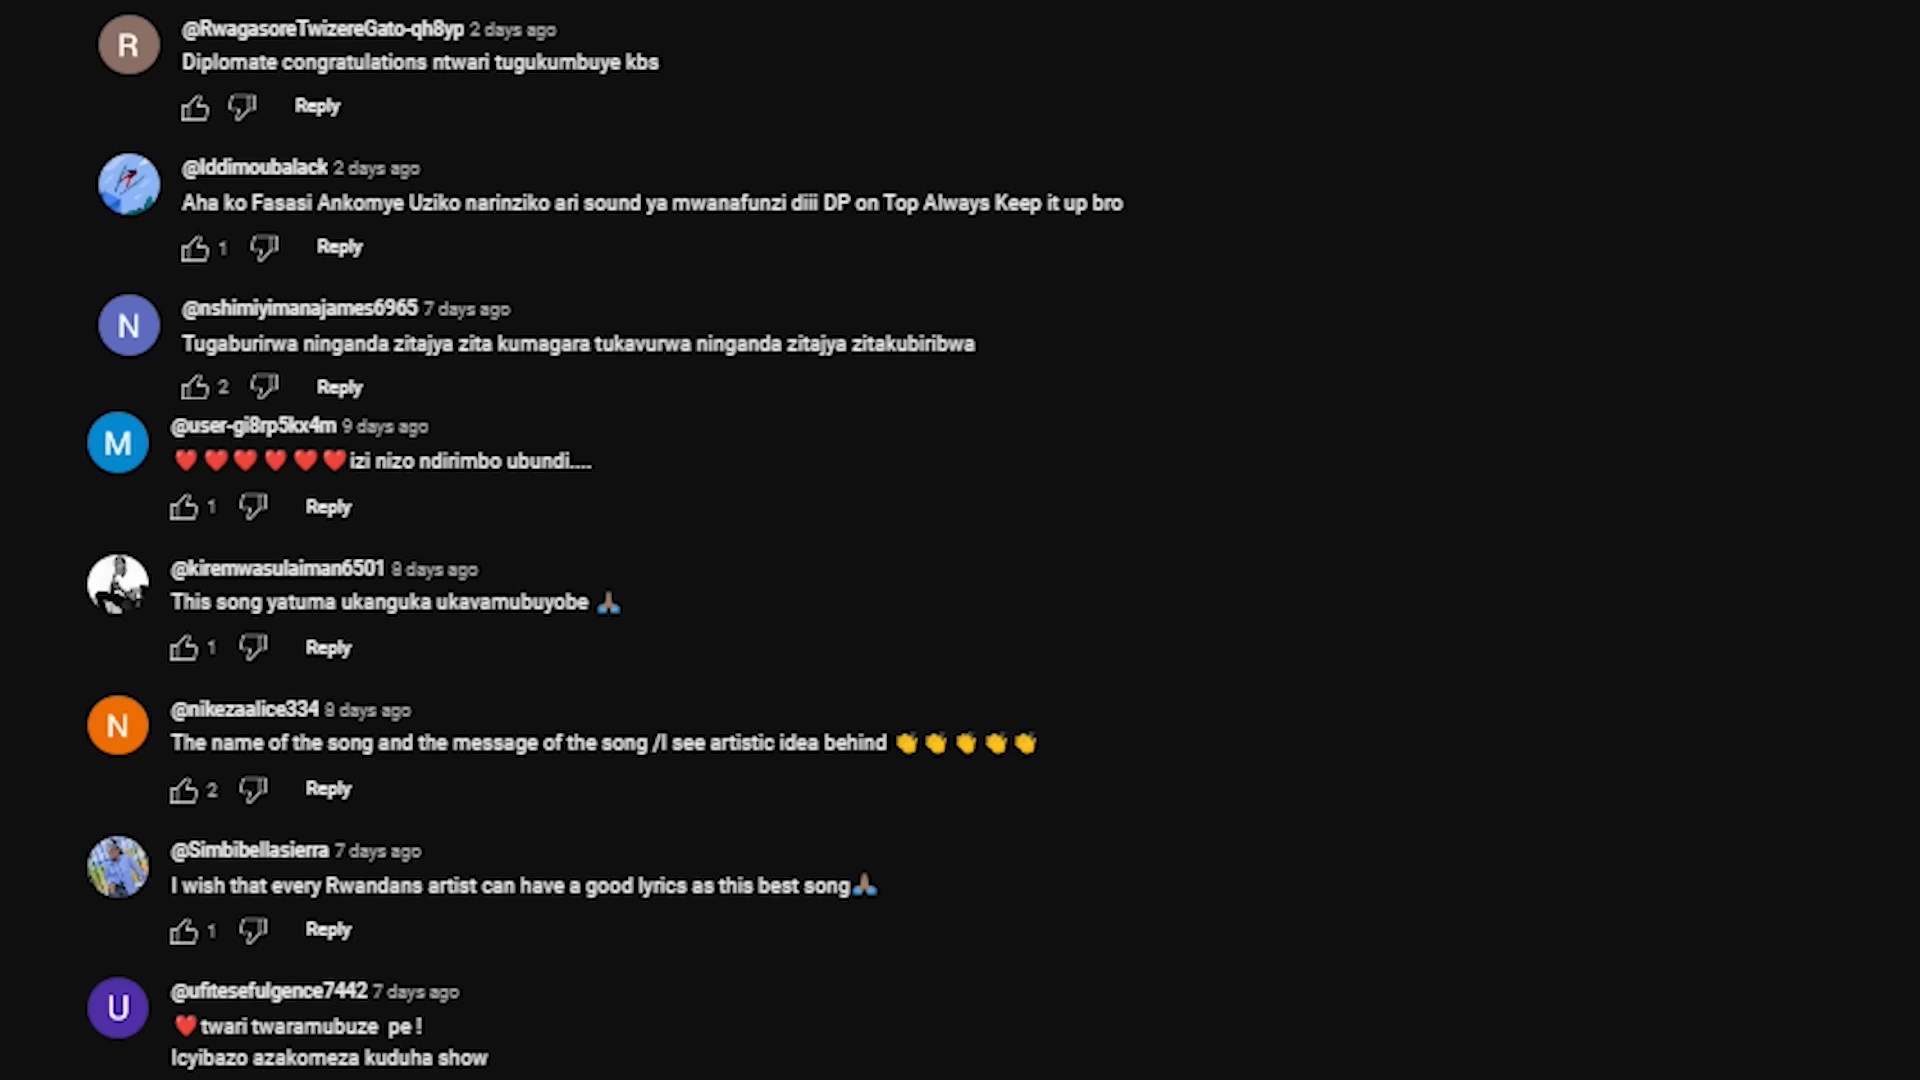 R
@RwagasoreTwizereGato-qh8yp 2 days ago
Diplomate congratulations ntwari tugukumbuye kbs
Reply
@Iddimoubalack 2 days ago
Aha ko Fasasi Ankomye Uziko narinziko ari sound ya mwanafunzi diii DP on Top Always Keep it up bro
1 Reply
N
@nshimiyimanajames6965 7 days ago
Tugaburirwa ninganda zitajya zita kumagara tukavurwa ninganda zitajya zitakubiribwa
2 Reply
M
@user-gi8rp5kx4m 9 days ago
❤️❤️❤️❤️❤️❤️izi nizo ndirimbo ubundi....
1 Reply
@kiremwasulaiman6501 8 days ago
This song yatuma ukanguka ukavamubuyobe 🙏🏾
1 Reply
N
@nikezaalice334 8 days ago
The name of the song and the message of the song /I see artistic idea behind 👏👏👏👏👏
2 Reply
@Simbibellasierra 7 days ago
I wish that every Rwandans artist can have a good lyrics as this best song🙏🏾
1 Reply
U
@ufitesefulgence7442 7 days ago
❤️twari twaramubuze pe !
Icyibazo azakomeza kuduha show